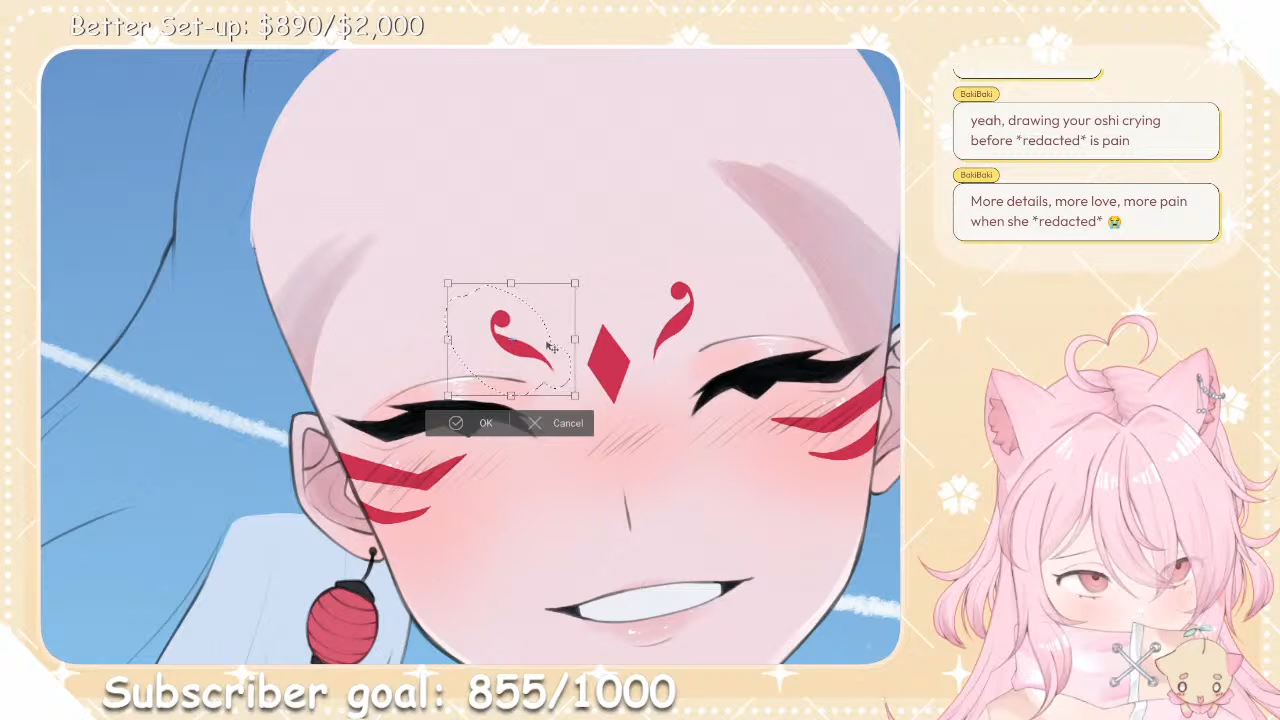 Better Set-up: $890/$2,000
BakiBaki
yeah, drawing your oshi crying
before *redacted* is pain
BakiBaki
More details, more love, more pain
when she *redacted* 😭
OK
Cancel
Subscriber goal: 855/1000